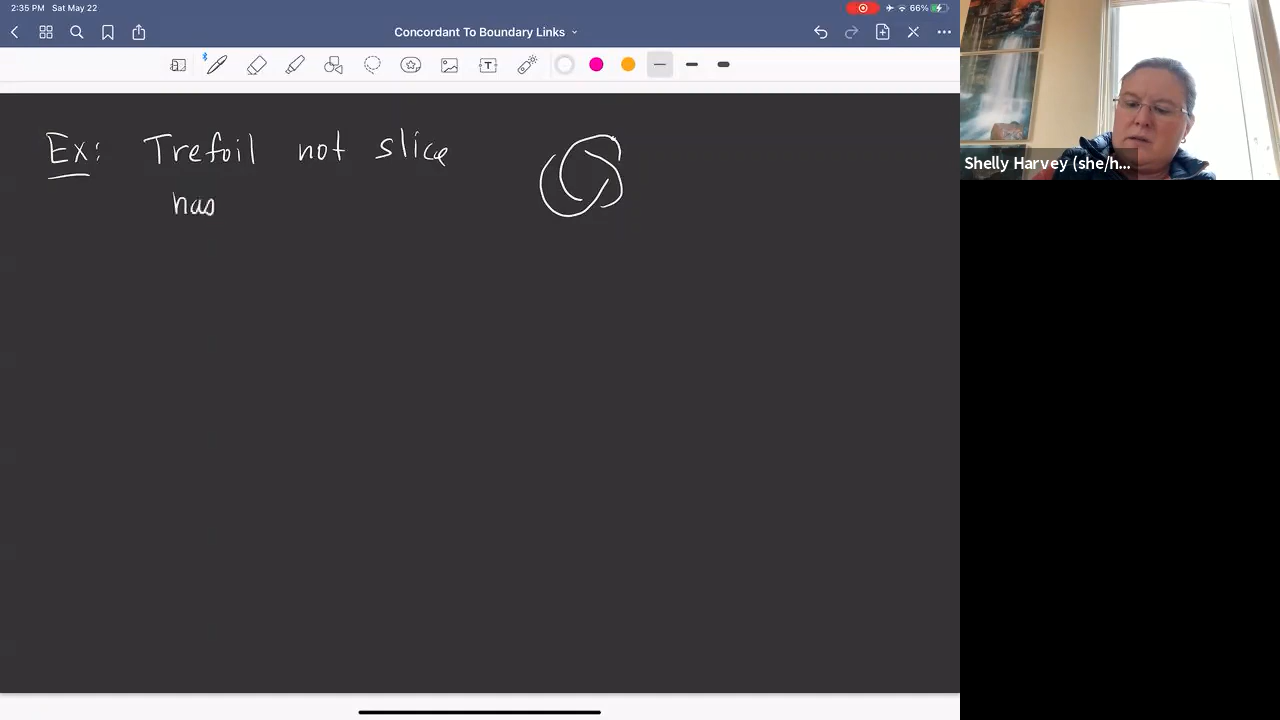 2:35 PM Sat May 22
66%
Concordant To Boundary Links
T
Ex: Trefoil not slice
has
Shelly Harvey (she/h...